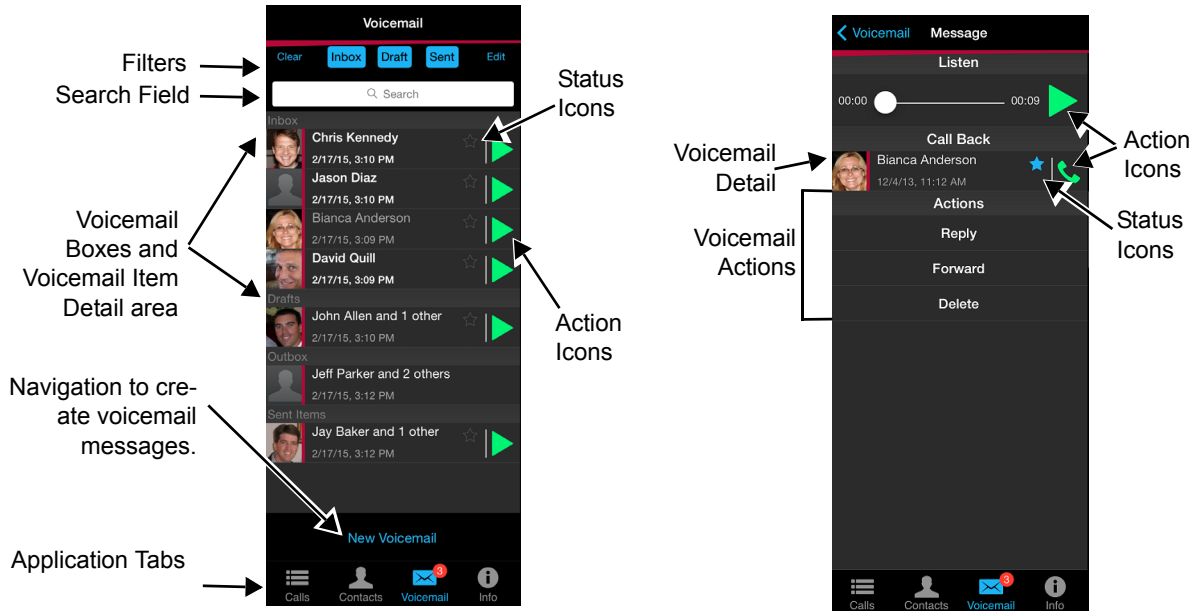 Voicemail
Clear Inbox Draft Sent Edit
Search
Inbox
Chris Kennedy
2/17/15, 3:10 PM
Jason Diaz
2/17/15, 3:10 PM
Bianca Anderson
2/17/15, 3:09 PM
David Quill
2/17/15, 3:09 PM
Drafts
John Allen and 1 other
2/17/15, 3:10 PM
Outbox
Jeff Parker and 2 others
2/17/15, 3:12 PM
Sent Items
Jay Baker and 1 other
2/17/15, 3:12 PM
New Voicemail
3
Calls Contacts Voicemail Info
Filters
Search Field
Voicemail
Boxes and
Voicemail Item
Detail area
Navigation to cre-
ate voicemail
messages.
Application Tabs
Status
Icons
Action
Icons
Voicemail Message
Listen
00:00 00:09
Call Back
Bianca Anderson
12/4/13, 11:12 AM
Actions
Reply
Forward
Delete
3
Calls Contacts Voicemail Info
Voicemail
Detail
Voicemail
Actions
Action
Icons
Status
Icons